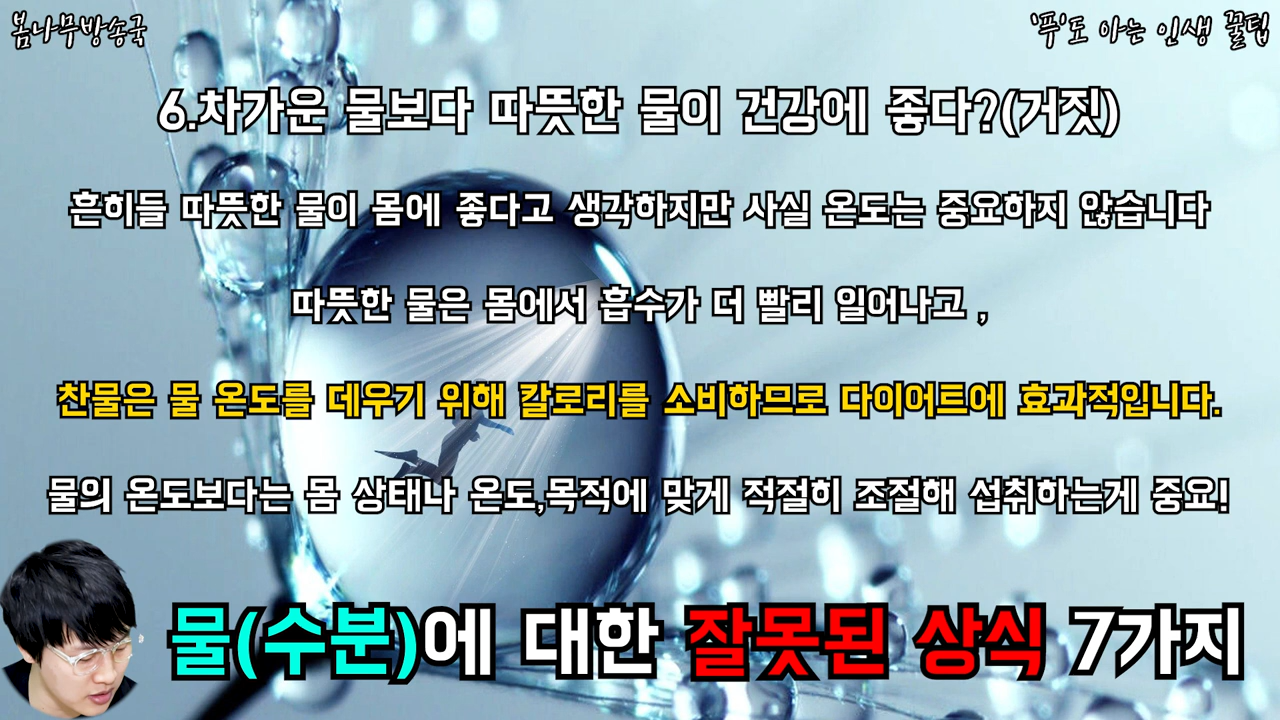 봄나무방송국
'푸'도 아는 인생 꿀팁
6.차가운 물보다 따뜻한 물이 건강에 좋다?(거짓)
흔히들 따뜻한 물이 몸에 좋다고 생각하지만 사실 온도는 중요하지 않습니다
따뜻한 물은 몸에서 흡수가 더 빨리 일어나고 ,
찬물은 물 온도를 데우기 위해 칼로리를 소비하므로 다이어트에 효과적입니다.
물의 온도보다는 몸 상태나 온도,목적에 맞게 적절히 조절해 섭취하는게 중요!
물(수분)에 대한 잘못된 상식 7가지